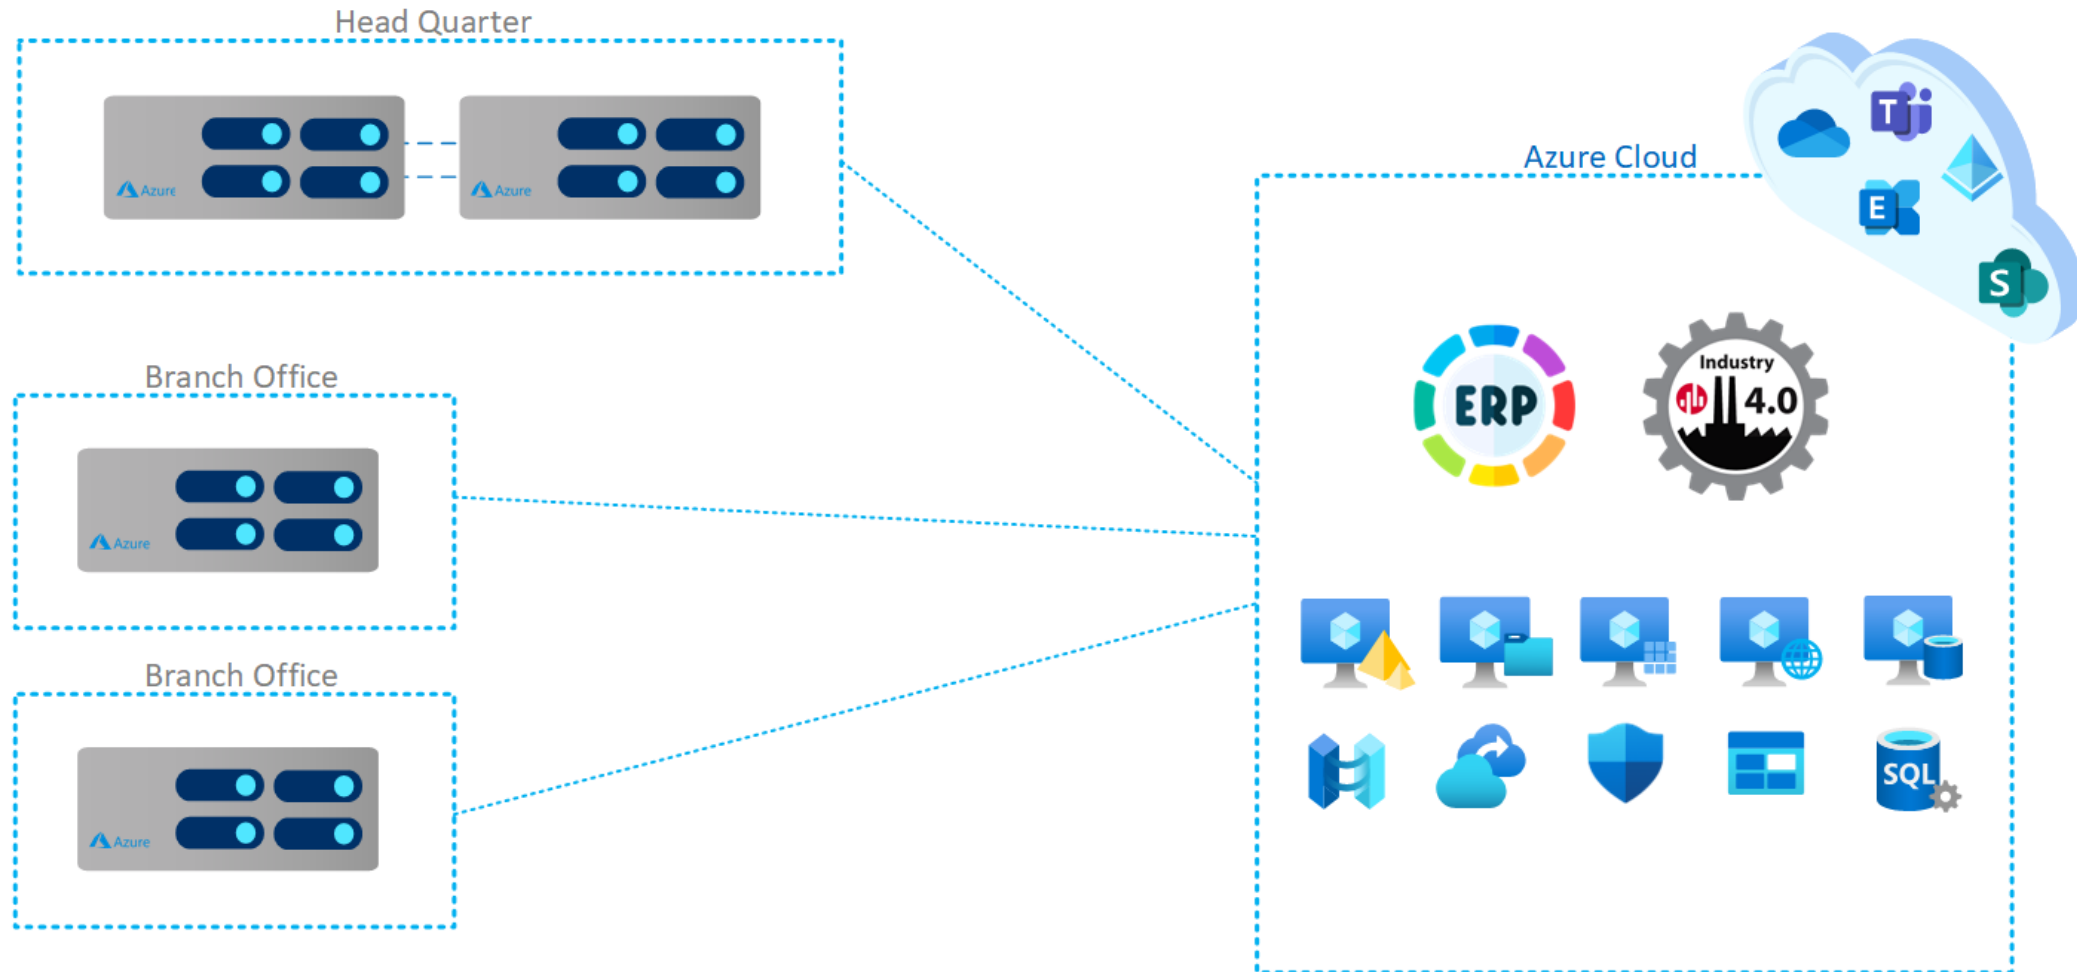 Head Quarter
Azure
Azure
Branch Office
Azure
Branch Office
Azure
Azure Cloud
T
E
S
ERP
Industry
4.0
SQL